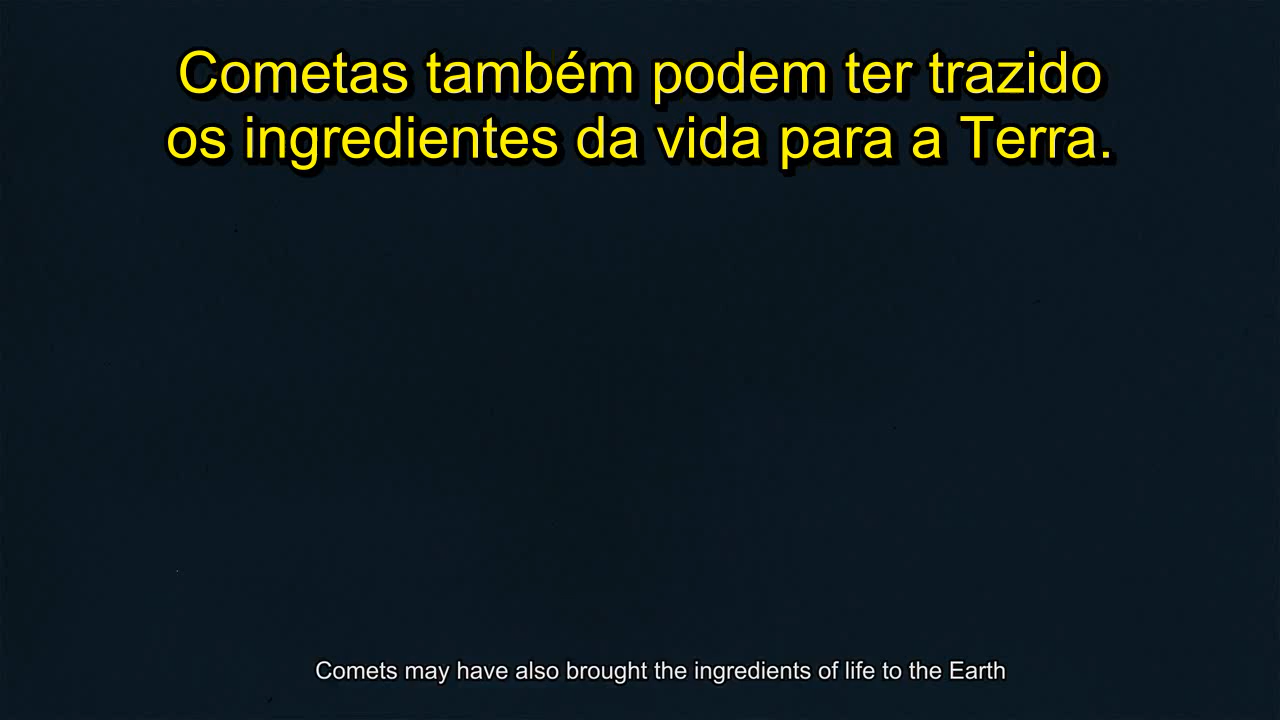 Cometas também podem ter trazido
os ingredientes da vida para a Terra.
Comets may have also brought the ingredients of life to the Earth